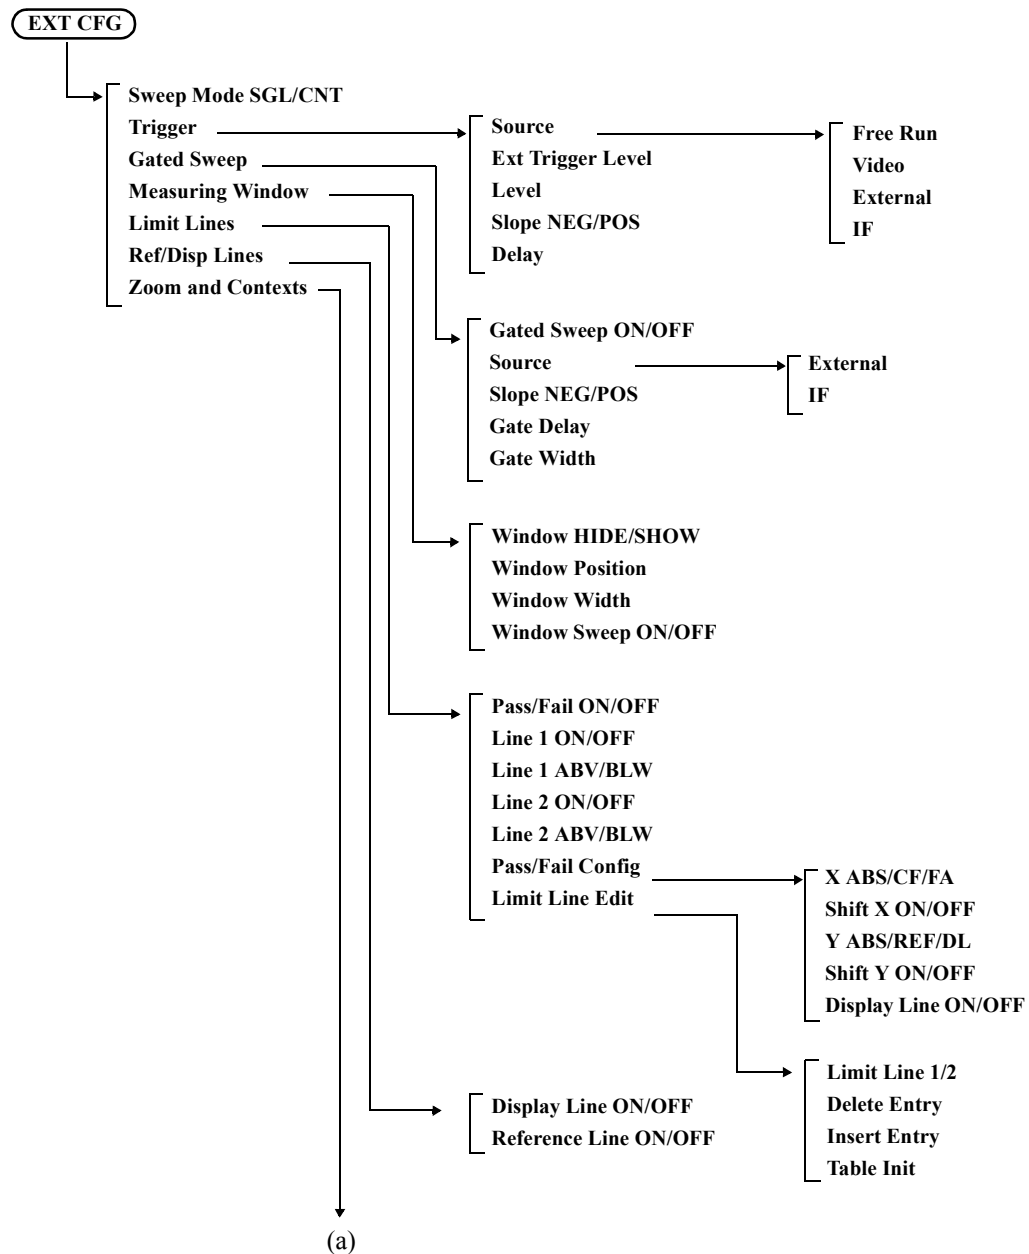 EXT CFG
Sweep Mode SGL/CNT
Trigger
Gated Sweep
Measuring Window
Limit Lines
Ref/Disp Lines
Zoom and Contexts
Source
Ext Trigger Level
Level
Slope NEG/POS
Delay
Free Run
Video
External
IF
Gated Sweep ON/OFF
Source
Slope NEG/POS
Gate Delay
Gate Width
External
IF
Window HIDE/SHOW
Window Position
Window Width
Window Sweep ON/OFF
Pass/Fail ON/OFF
Line 1 ON/OFF
Line 1 ABV/BLW
Line 2 ON/OFF
Line 2 ABV/BLW
Pass/Fail Config
Limit Line Edit
X ABS/CF/FA
Shift X ON/OFF
Y ABS/REF/DL
Shift Y ON/OFF
Display Line ON/OFF
Limit Line 1/2
Delete Entry
Insert Entry
Table Init
Display Line ON/OFF
Reference Line ON/OFF
(a)